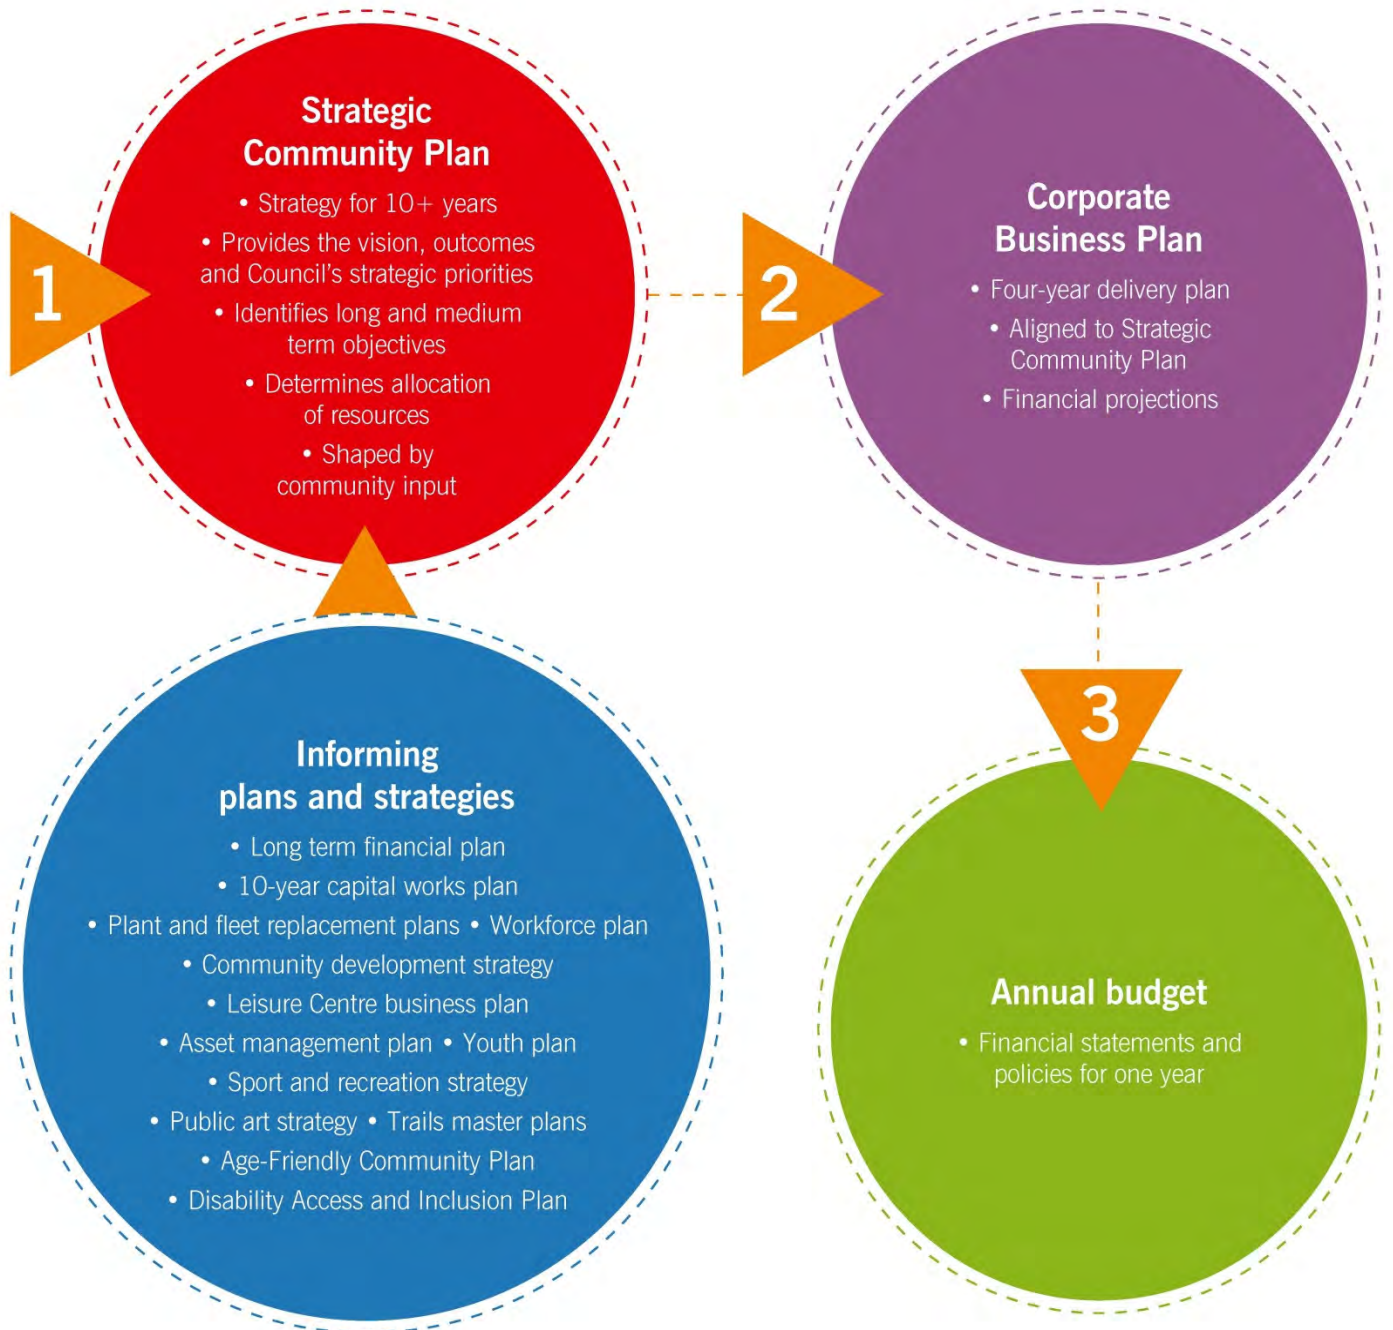 1
Strategic
Community Plan
• Strategy for 10+ years
• Provides the vision, outcomes
and Council's strategic priorities
• Identifies long and medium
term objectives
• Determines allocation
of resources
• Shaped by
community input
2
Corporate
Business Plan
• Four-year delivery plan
• Aligned to Strategic
Community Plan
• Financial projections
3
Annual budget
• Financial statements and
policies for one year
Informing
plans and strategies
• Long term financial plan
• 10-year capital works plan
• Plant and fleet replacement plans • Workforce plan
• Community development strategy
• Leisure Centre business plan
• Asset management plan • Youth plan
• Sport and recreation strategy
• Public art strategy • Trails master plans
• Age-Friendly Community Plan
• Disability Access and Inclusion Plan